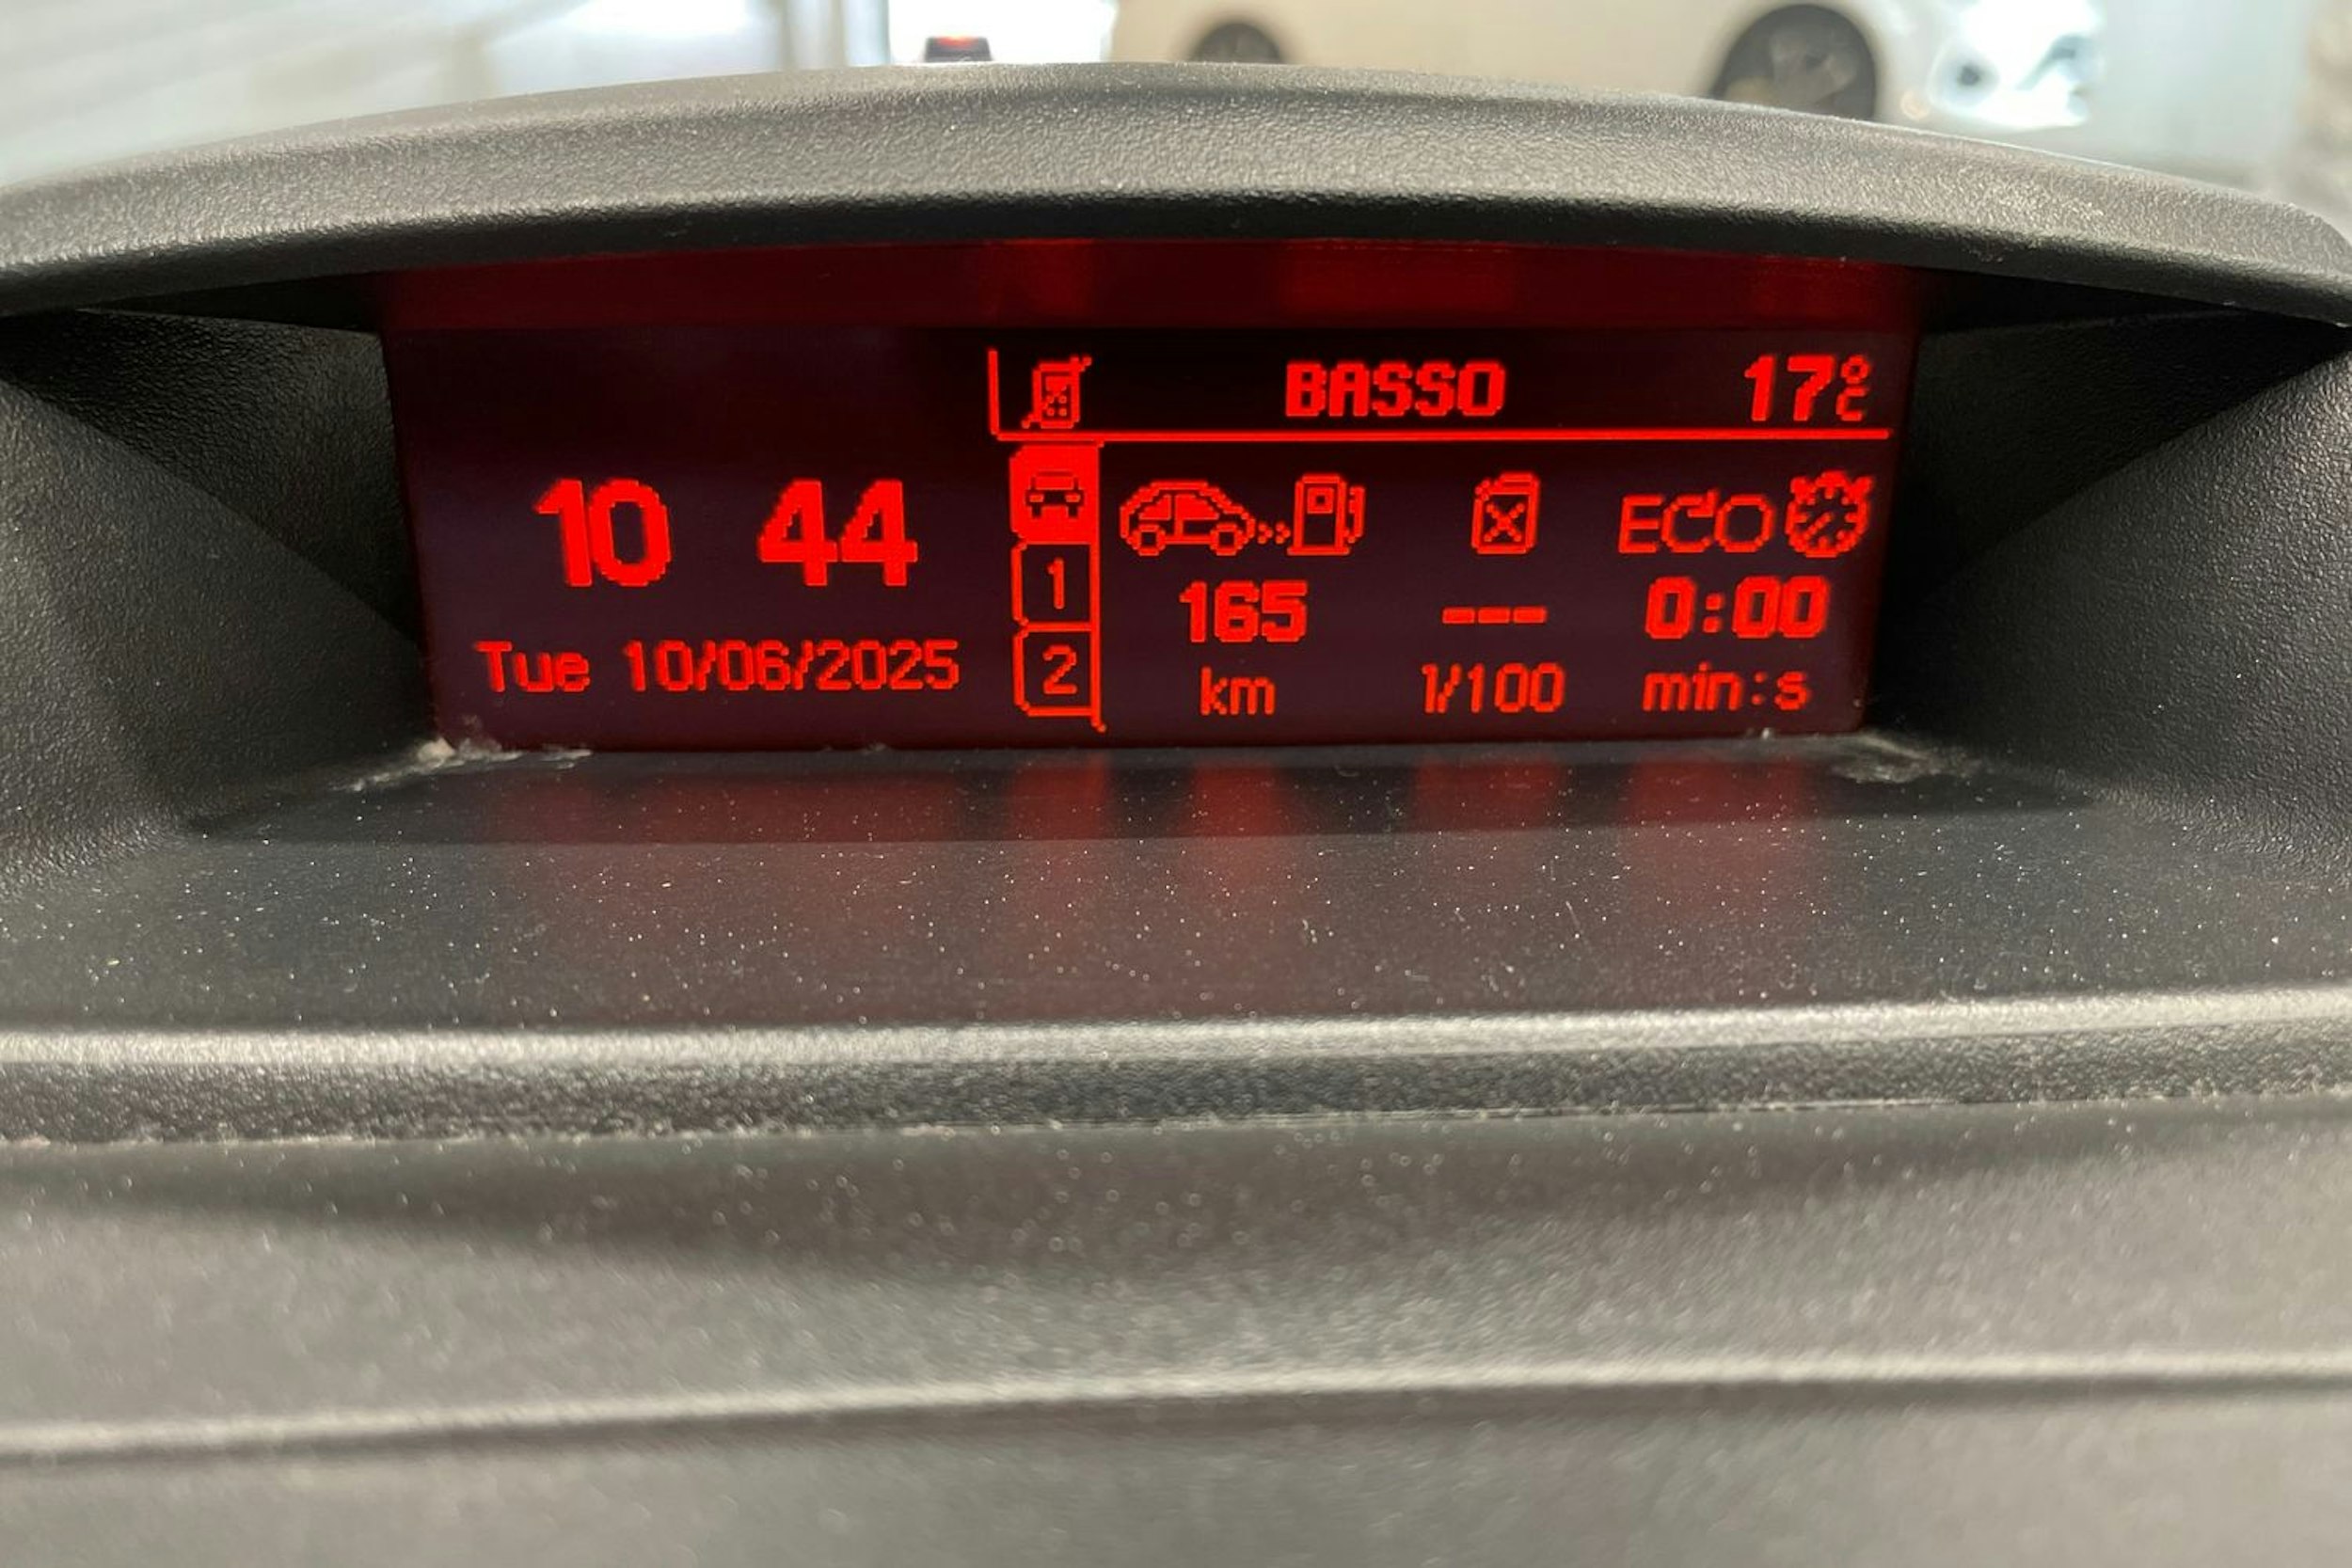 BASSO 17°C
10 44
Tue 10/06/2025
1
2
ECO
165 --- 0:00
km l/100 min:s